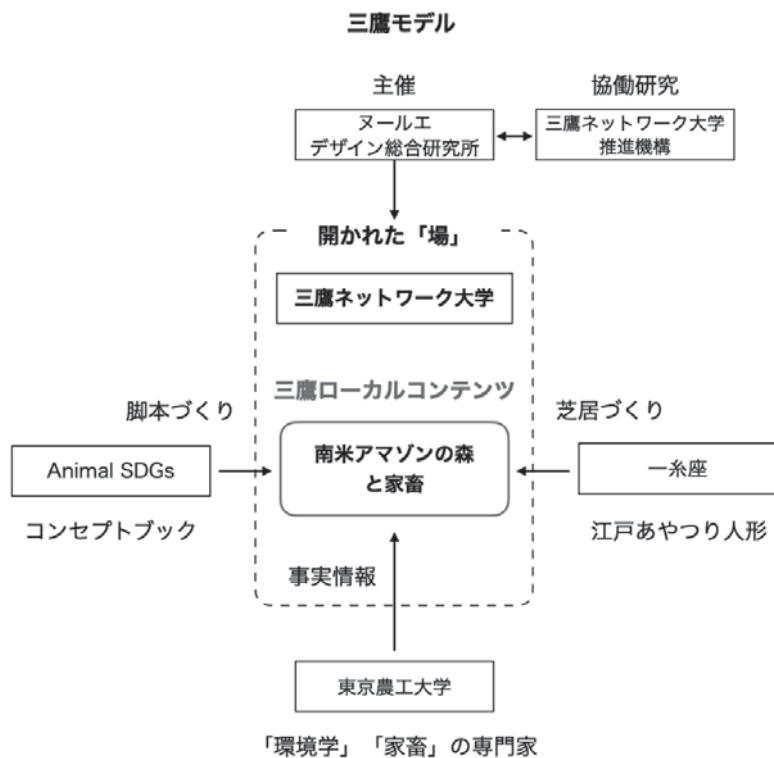 三鷹モデル
主催
協働研究
ヌールエ
デザイン総合研究所
三鷹ネットワーク大学
推進機構
開かれた「場」
三鷹ネットワーク大学
三鷹ローカルコンテンツ
脚本づくり
芝居づくり
Animal SDGs
南米アマゾンの森
と家畜
一糸座
コンセプトブック
江戸あやつり人形
事実情報
東京農工大学
「環境学」「家畜」の専門家